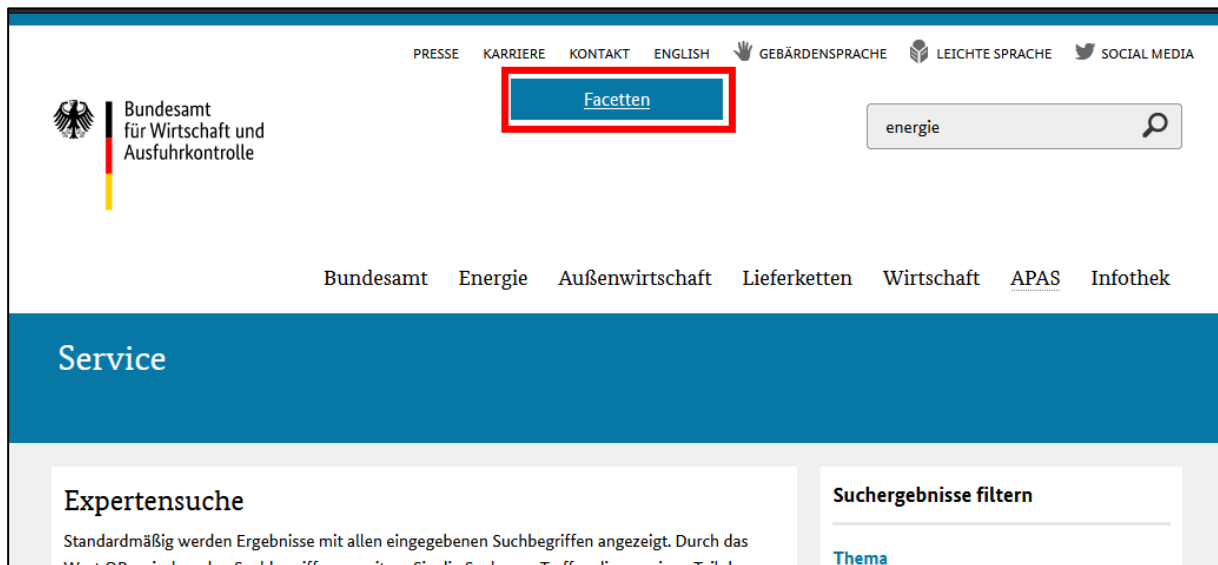 PRESSE KARRIERE KONTAKT ENGLISH GEBÄRDENSPRACHE LEICHTE SPRACHE SOCIAL MEDIA
Facetten
Bundesamt
für Wirtschaft und
Ausfuhrkontrolle
energie
Bundesamt Energie Außenwirtschaft Lieferketten Wirtschaft APAS Infothek
Service
Expertensuche
Standardmäßig werden Ergebnisse mit allen eingegebenen Suchbegriffen angezeigt. Durch das
Suchergebnisse filtern
Thema